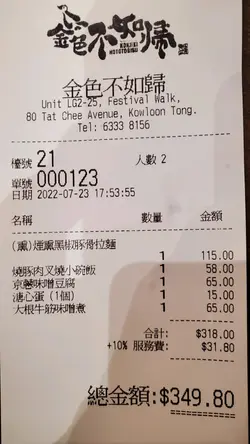 金色不如歸
KONJIKI
HOTOTOGISU
金色不如歸
Unit LG2-25, Festival Walk,
80 Tat Chee Avenue, Kowloon Tong.
Tel: 6333 8156
檯號 21 人數 2
單號 000123
日期 2022-07-23 17:53:55
名稱 數量 金額
(熏)煙燻黑 豚骨拉麵 1 115.00
燒豚肉叉燒小碗飯 1 58.00
京蔥味噌豆腐 1 65.00
溏心蛋 (1個) 1 15.00
大根牛筋味噌煮 1 65.00
合計: $318.00
+10% 服務費: $31.80
總金額:$349.80